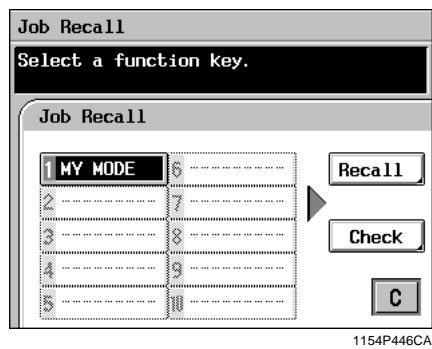 Job Recall
Select a function key.
Job Recall
1 MY MODE 6 ------------
2 ------------ 7 ------------
3 ------------ 8 ------------
4 ------------ 9 ------------
5 ------------ 10 ------------
Recall
Check
C
1154P446CA